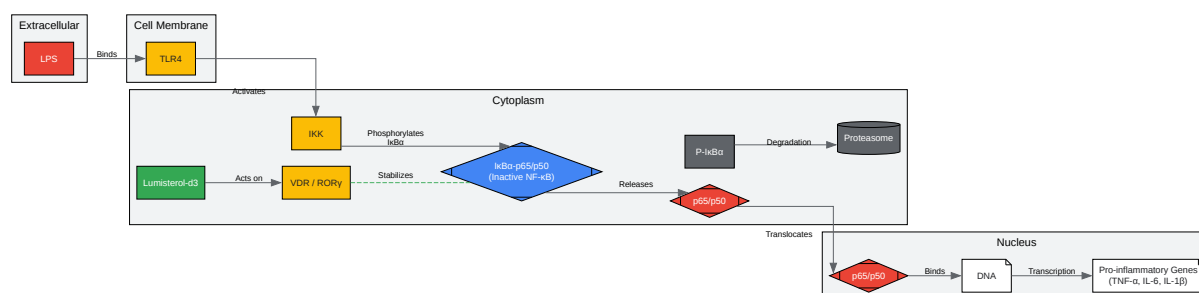 Extracellular
LPS
Binds
Cell Membrane
TLR4
Activates
Cytoplasm
IKK
Phosphorylates
IκBα
Lumisterol-d3
Acts on
VDR / RORγ
Stabilizes
IκBα-p65/p50
(Inactive NF-κB)
Releases
P-IκBα
Degradation
Proteasome
p65/p50
Translocates
Nucleus
p65/p50
Binds
DNA
Transcription
Pro-inflammatory Genes
(TNF-α, IL-6, IL-1β)